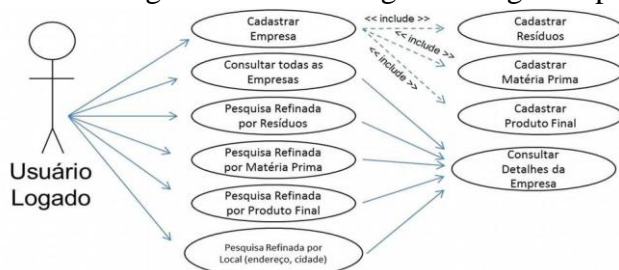 Cadastrar
Empresa
<< include >>
Cadastrar
Resíduos
Consultar todas as
Empresas
<< include >>
Cadastrar
Matéria Prima
Pesquisa Refinada
por Resíduos
<< include >>
Cadastrar
Produto Final
Pesquisa Refinada
por Matéria Prima
Consultar
Detalhes da
Empresa
Usuário
Logado
Pesquisa Refinada
por Produto Final
Pesquisa Refinada por
Local (endereço, cidade)